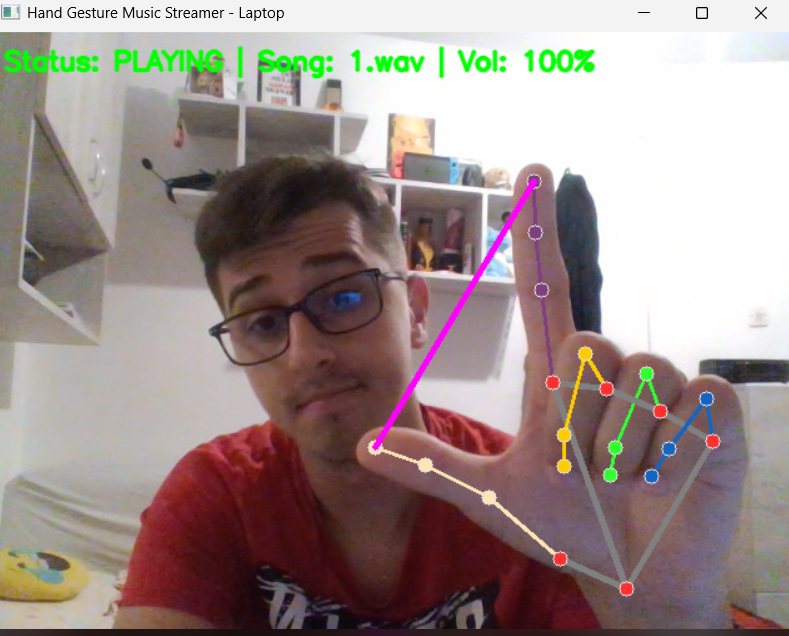 Hand Gesture Music Streamer - Laptop
Status: PLAYING | Song: 1.wav | Vol: 100%